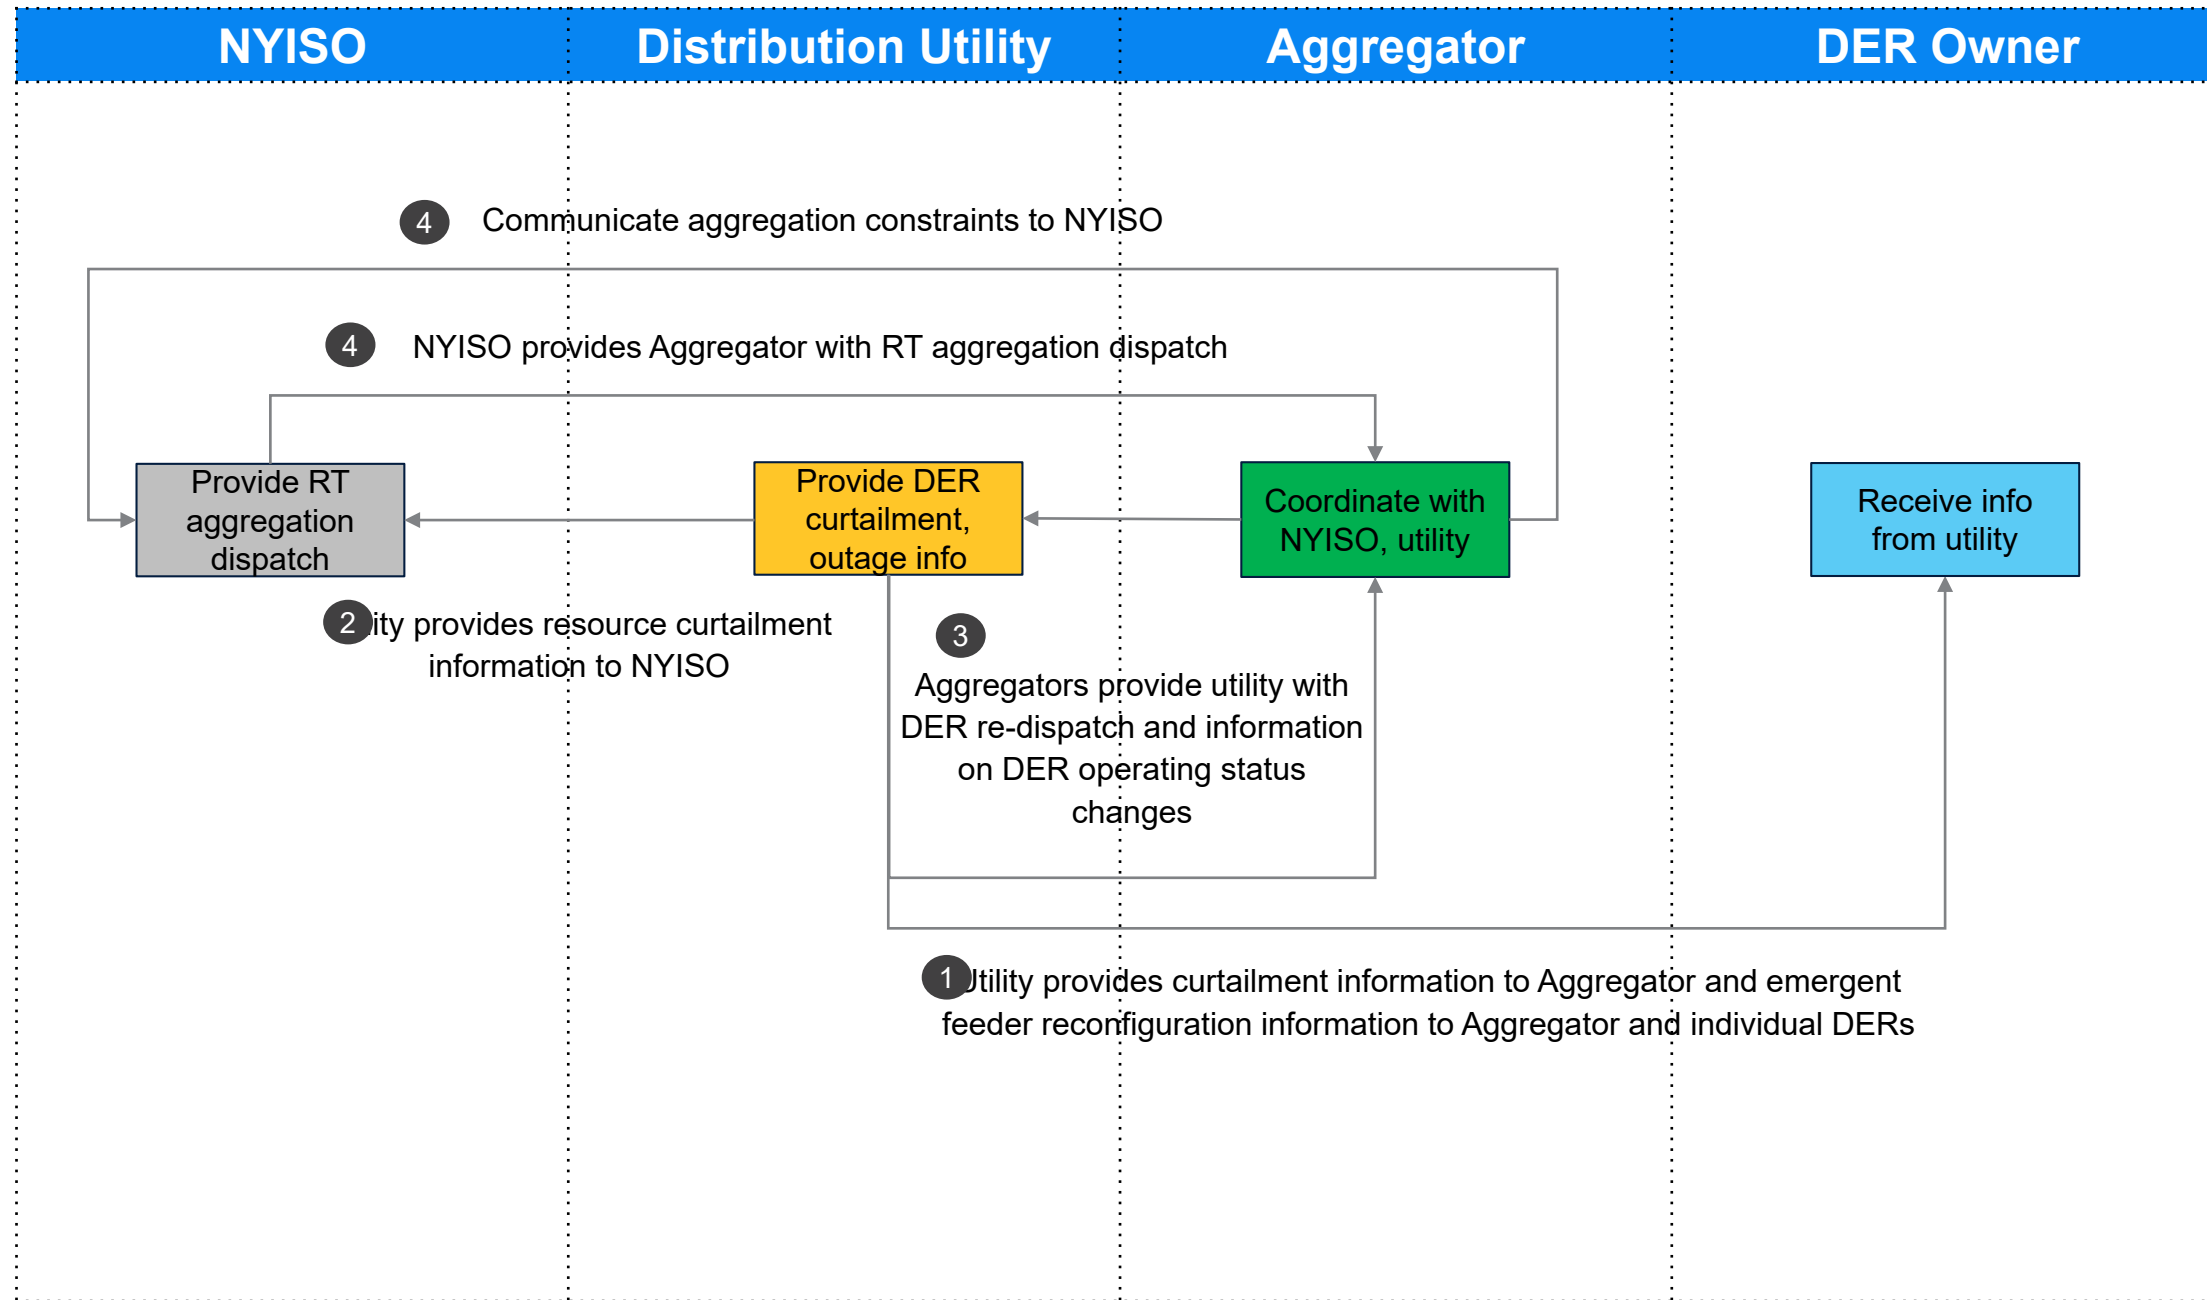 NYISO
Distribution Utility
Aggregator
DER Owner
4
Communicate aggregation constraints to NYISO
4
NYISO provides Aggregator with RT aggregation dispatch
Provide RT
aggregation
dispatch
Provide DER
curtailment,
outage info
Coordinate with
NYISO, utility
Receive info
from utility
2
ity provides resource curtailment
information to NYISO
3
Aggregators provide utility with
DER re-dispatch and information
on DER operating status
changes
1
Utility provides curtailment information to Aggregator and emergent
feeder reconfiguration information to Aggregator and individual DERs